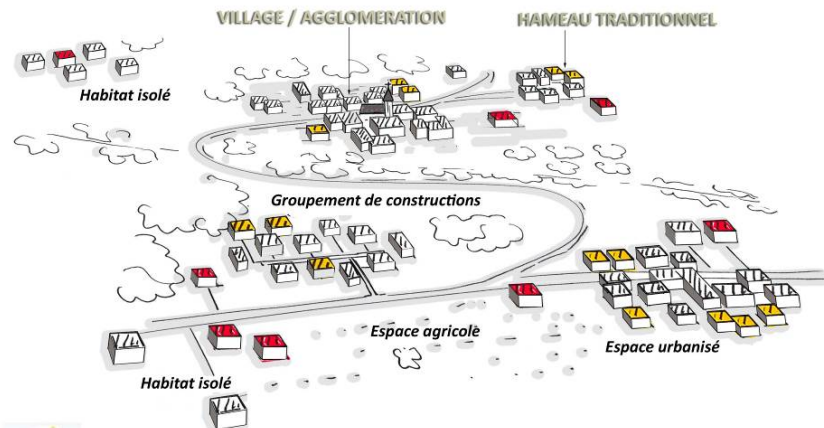 VILLAGE / AGGLOMERATION
HAMEAU TRADITIONNEL
Habitat isolé
Groupement de constructions
Espace agricole
Espace urbanisé
Habitat isolé